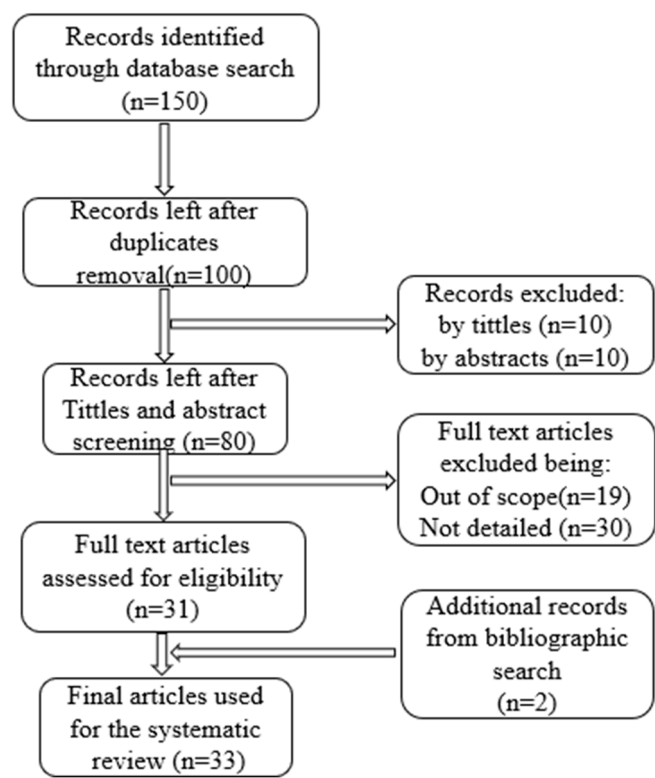 Records identified
through database search
(n=150)
Records left after
duplicates
removal(n=100)
Records excluded:
by tittles (n=10)
by abstracts (n=10)
Records left after
Tittles and abstract
screening (n=80)
Full text articles
excluded being:
Out of scope(n=19)
Not detailed (n=30)
Full text articles
assessed for eligibility
(n=31)
Additional records
from bibliographic
search
(n=2)
Final articles used
for the systematic
review (n=33)